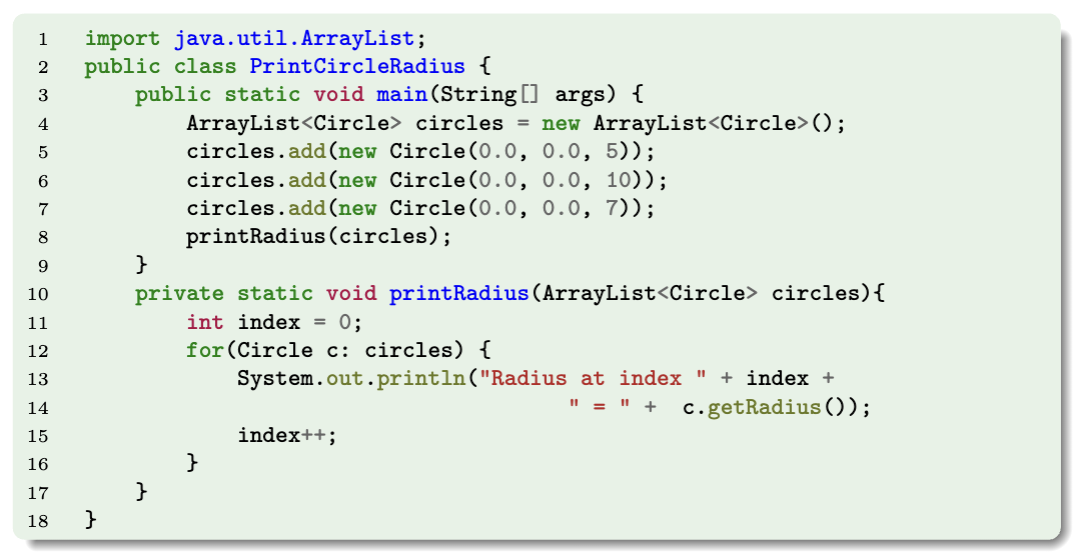 1 import java.util.ArrayList;
2 public class PrintCircleRadius {
3     public static void main(String[] args) {
4         ArrayList<Circle> circles = new ArrayList<Circle>();
5         circles.add(new Circle(0.0, 0.0, 5));
6         circles.add(new Circle(0.0, 0.0, 10));
7         circles.add(new Circle(0.0, 0.0, 7));
8         printRadius(circles);
9     }
10     private static void printRadius(ArrayList<Circle> circles){
11         int index = 0;
12         for(Circle c: circles) {
13             System.out.println("Radius at index " + index +
14                                       " = " +  c.getRadius());
15             index++;
16         }
17     }
18 }